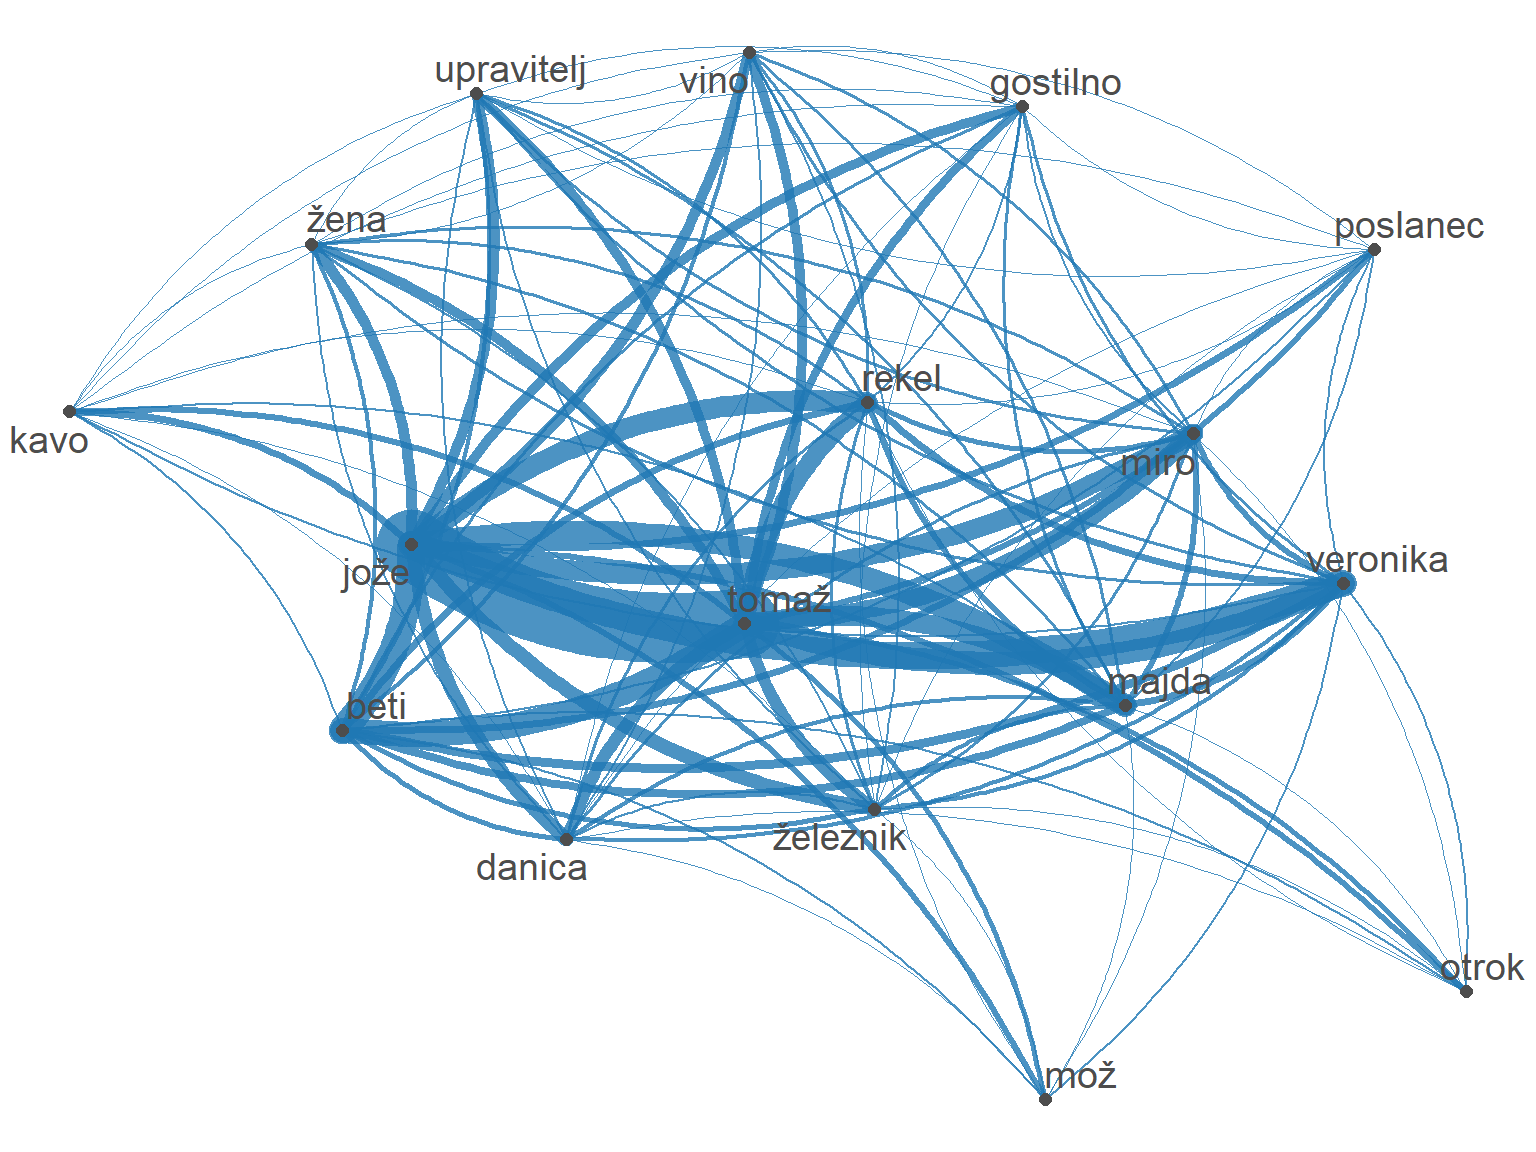 upravitelj
vino
gostilno
žena
poslanec
rekel
kavo
miro
jože
veronika
tomaž
beti
majda
železnik
danica
otrok
mož